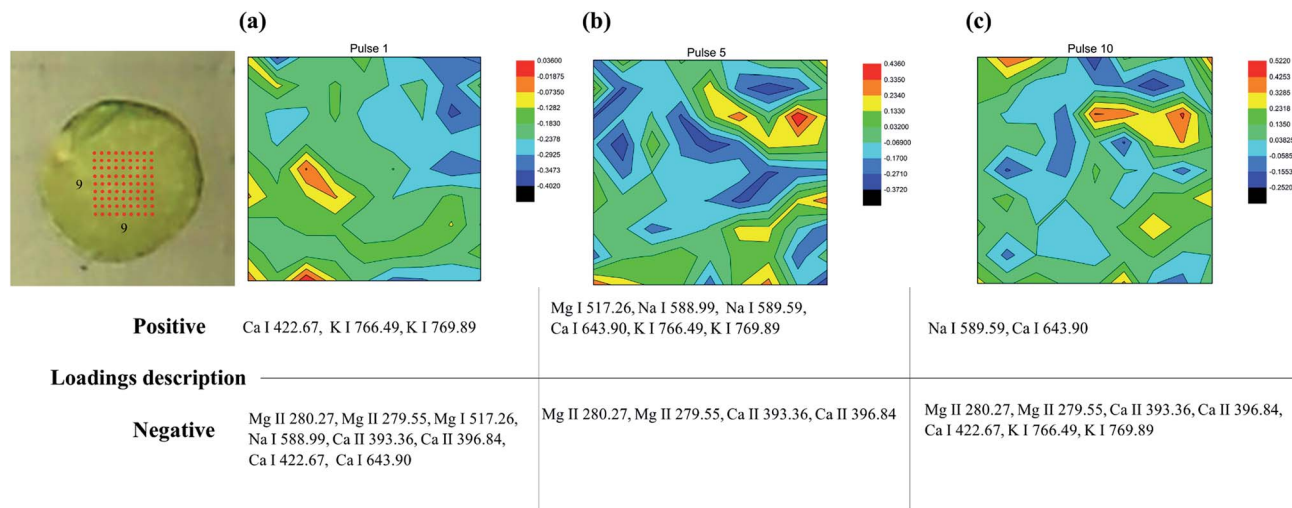 (a)
(b)
(c)
Pulse 1
Pulse 5
Pulse 10
9
9
0.03600
-0.01875
-0.07350
-0.1282
-0.1830
-0.2378
-0.2925
-0.3473
-0.4020
0.4360
0.3350
0.2340
0.1330
0.03200
-0.06900
-0.1700
-0.2710
-0.3720
0.5220
0.4253
0.3285
0.2318
0.1350
0.03825
-0.0585
-0.1553
-0.2520
Positive
Ca I 422.67, K I 766.49, K I 769.89
Mg I 517.26, Na I 588.99, Na I 589.59,
Ca I 643.90, K I 766.49, K I 769.89
Na I 589.59, Ca I 643.90
Loadings description
Negative
Mg II 280.27, Mg II 279.55, Mg I 517.26,
Na I 588.99, Ca II 393.36, Ca II 396.84,
Ca I 422.67, Ca I 643.90
Mg II 280.27, Mg II 279.55, Ca II 393.36, Ca II 396.84
Mg II 280.27, Mg II 279.55, Ca II 393.36, Ca II 396.84,
Ca I 422.67, K I 766.49, K I 769.89